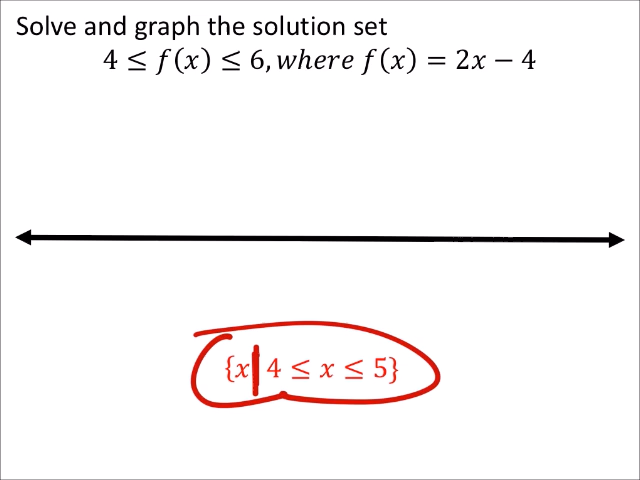 Solve and graph the solution set
4 ≤ f(x) ≤ 6, where f(x) = 2x − 4
{x| 4 ≤ x ≤ 5}